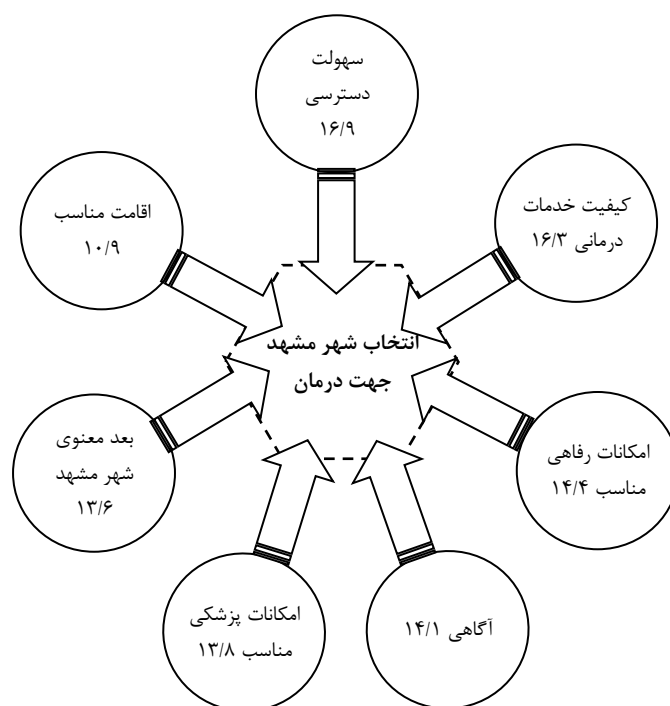 سهولت
دسترسی
۱۶/۹
کیفیت خدمات
درمانی ۱۶/۳
اقامت مناسب
۱۰/۹
انتخاب شهر مشهد
جهت درمان
امکانات رفاهی
مناسب ۱۴/۴
بعد معنوی
شهر مشهد
۱۳/۶
آگاهی ۱۴/۱
امکانات پزشکی
مناسب ۱۳/۸